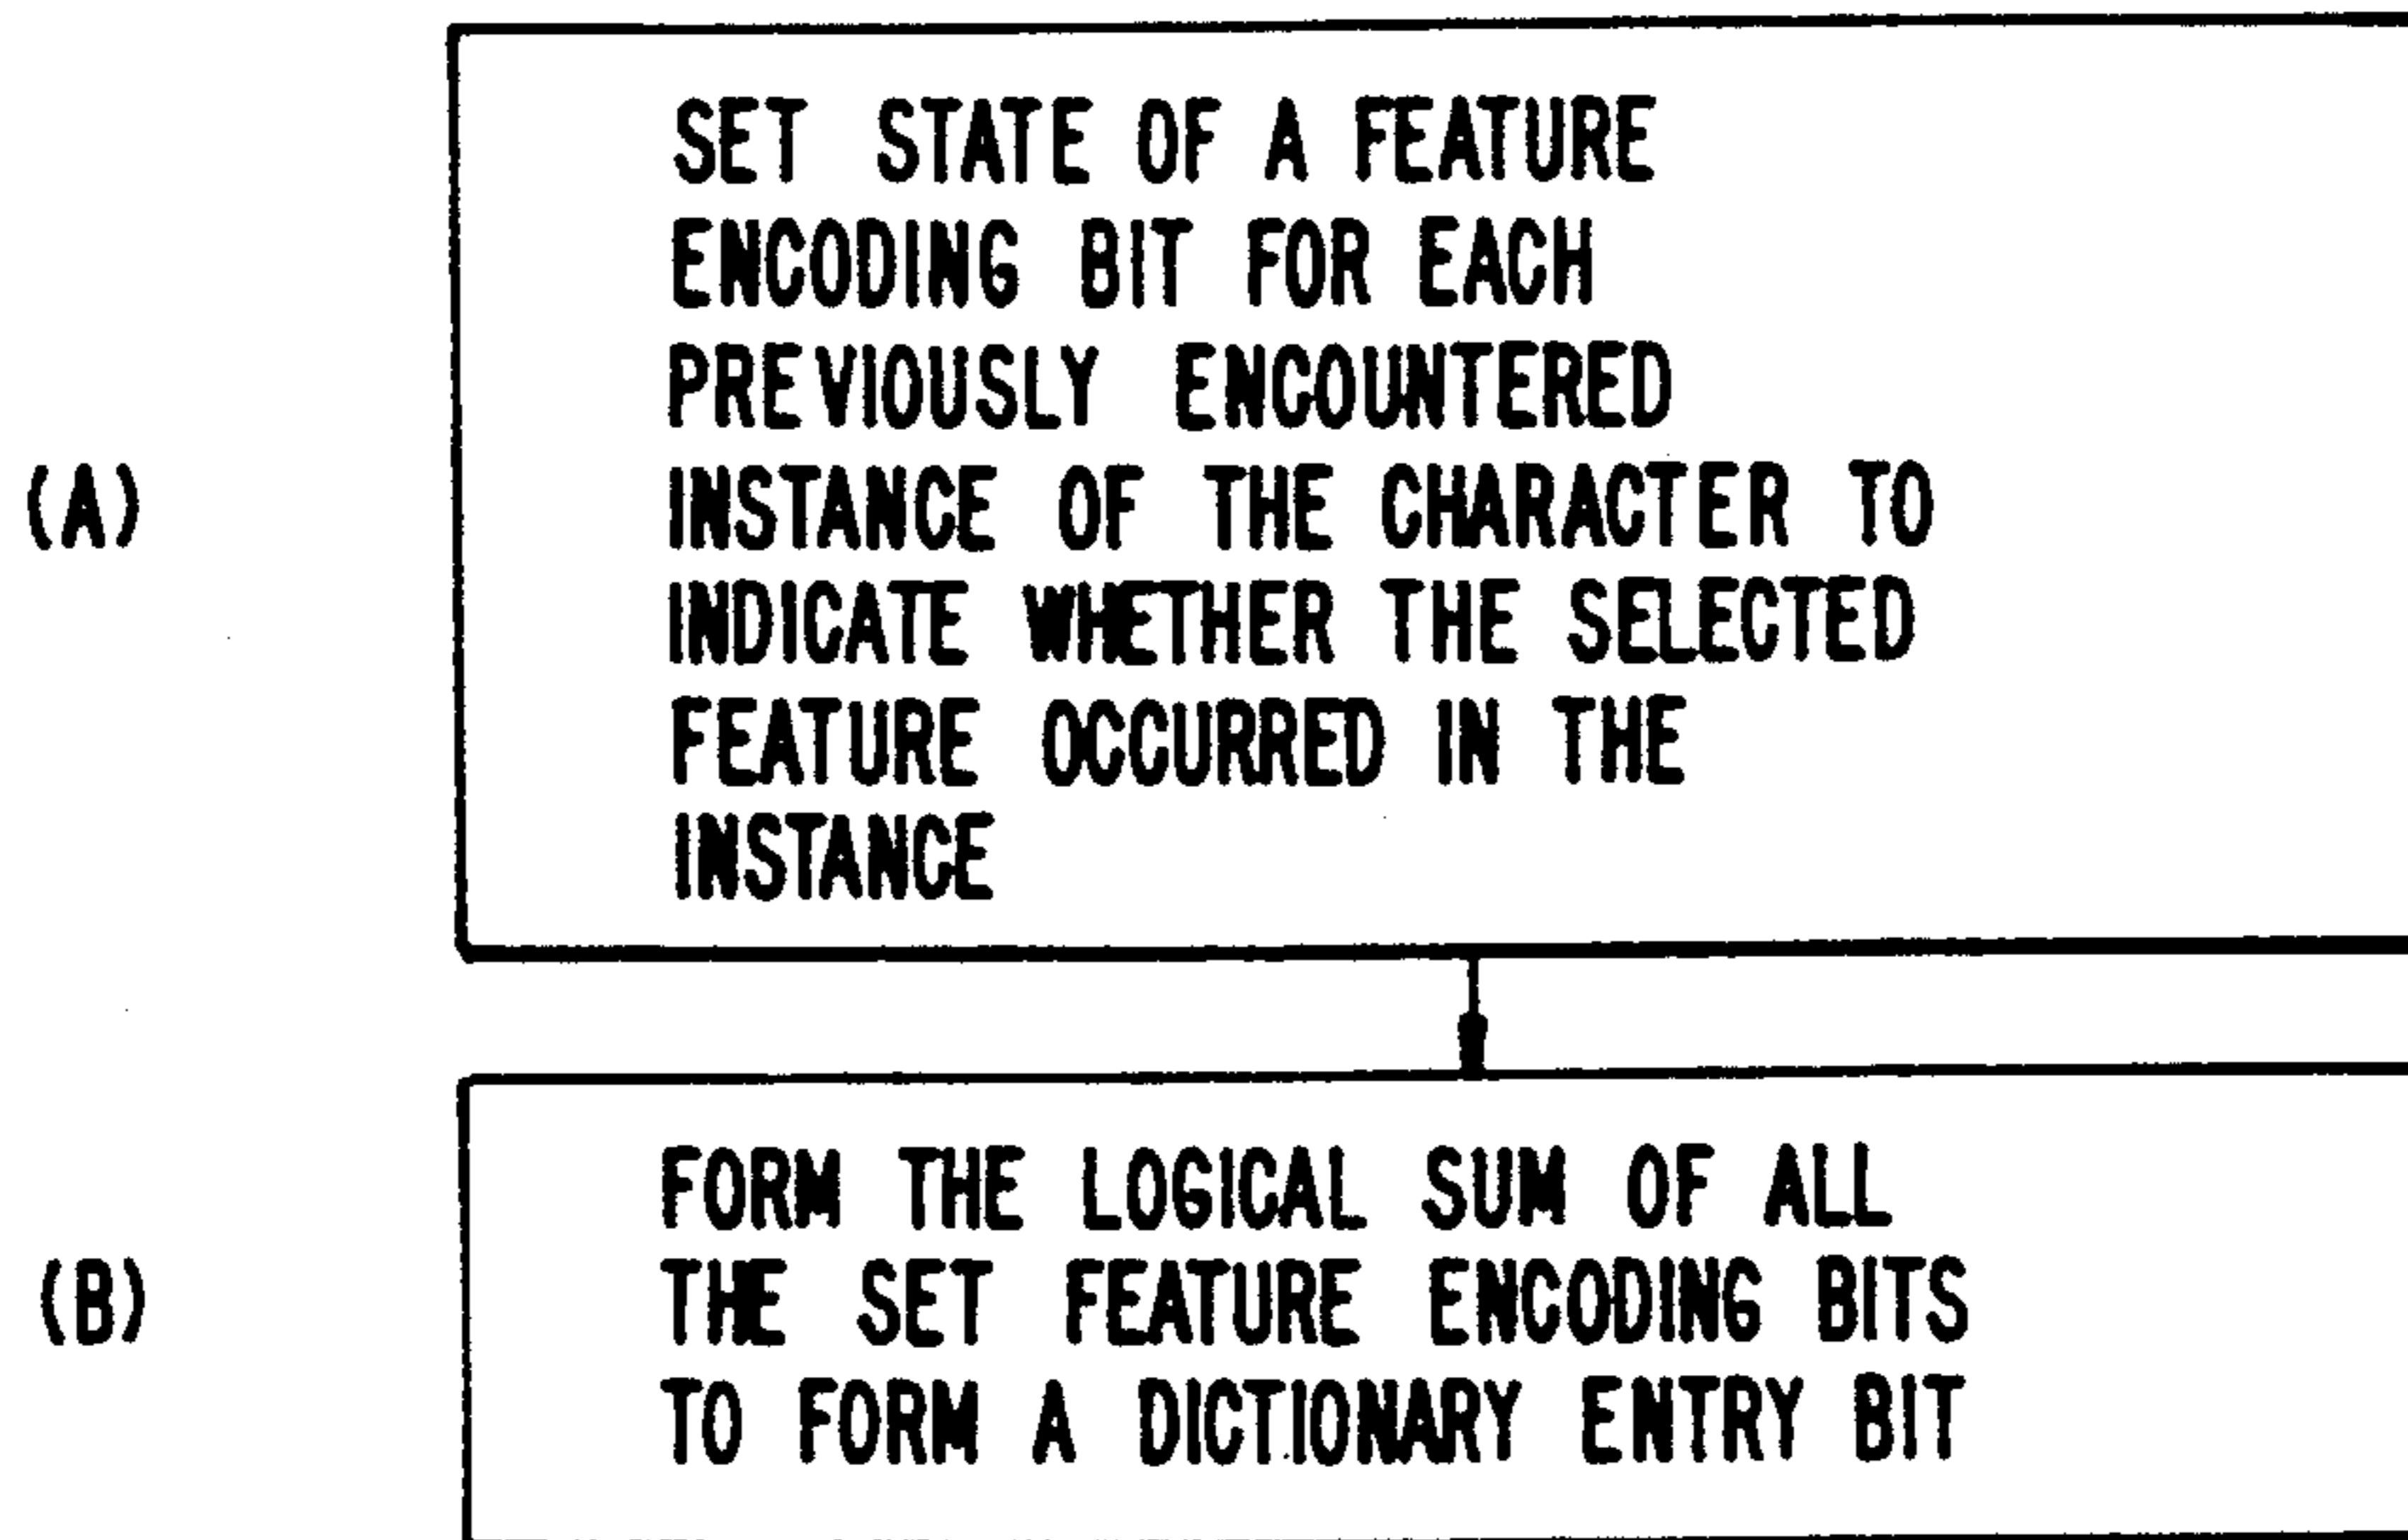 SET STATE OF A FEATURE
ENCODING BIT FOR EACH
PREVIOUSLY ENCOUNTERED
(A)
INSTANCE OF THE CHARACTER TO
INDICATE WHETHER THE SELECTED
FEATURE OCCURRED IN THE
INSTANCE
FORM THE LOGICAL SUM OF ALL
(B)
THE SET FEATURE ENCODING BITS
TO FORM A DICTIONARY ENTRY BIT